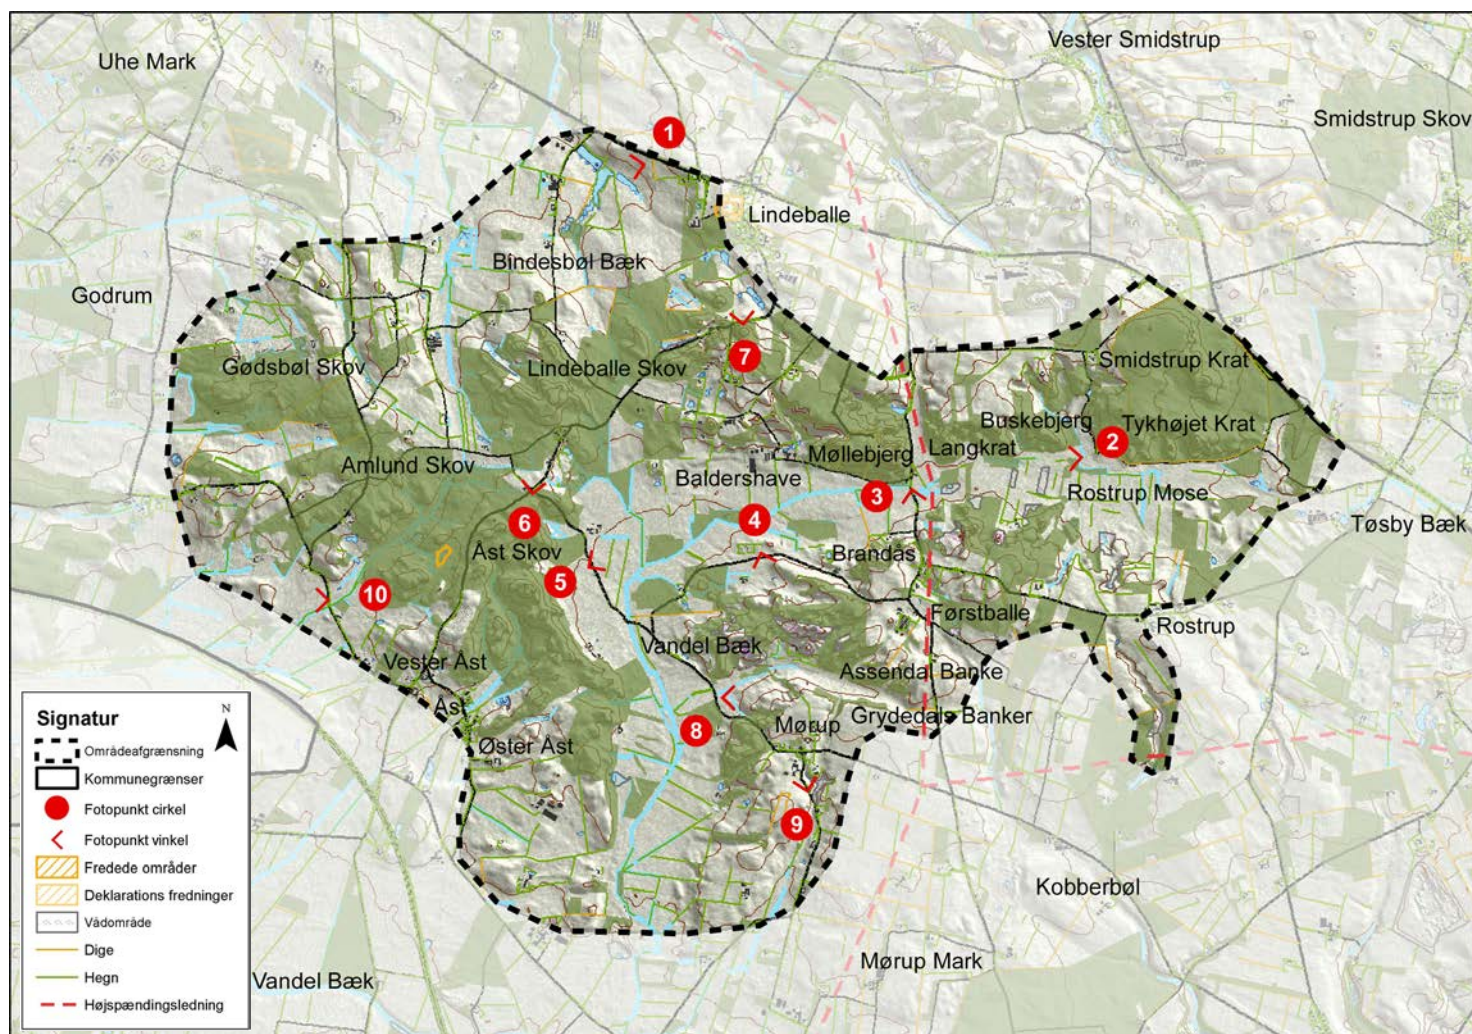 Vester Smidstrup
Uhe Mark
Smidstrup Skov
1
Lindeballe
Bindesbøl Bæk
Godrum
7
Smidstrup Krat
Gødsbøl Skov
Lindeballe Skov
Buskebjerg
Tykhøjet Krat
2
Møllebjerg
Langkrat
Amlund Skov
Baldershave
Rostrup Mose
3
4
6
Tøsby Bæk
Åst Skov
Brandås
5
10
Førstballe
Rostrup
Vandel Bæk
Vester Åst
Assendal Banke
Åst
Grydedals Banker
Mørup
8
Øster Åst
9
Kobberbøl
Mørup Mark
Vandel Bæk
Signatur
N
Områdeafgrænsning
Kommunegrænser
Fotopunkt cirkel
Fotopunkt vinkel
Fredede områder
Deklarations fredninger
Vådområde
Dige
Hegn
Højspændingsledning